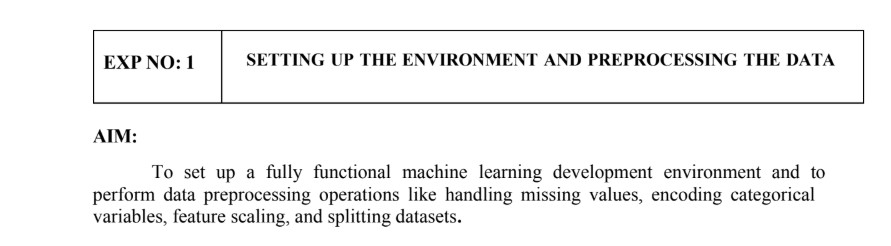 EXP NO: 1
SETTING UP THE ENVIRONMENT AND PREPROCESSING THE DATA
AIM:
To set up a fully functional machine learning development environment and to
perform data preprocessing operations like handling missing values, encoding categorical
variables, feature scaling, and splitting datasets.